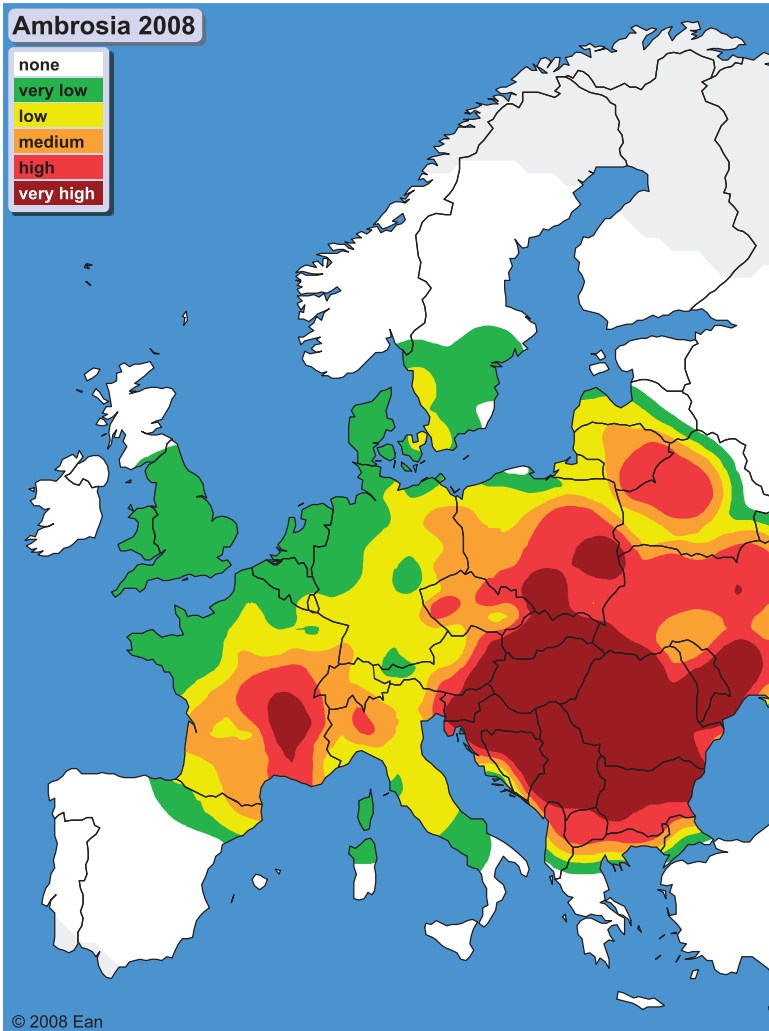 Ambrosia 2008
none
very low
low
medium
high
very high
© 2008 Ean